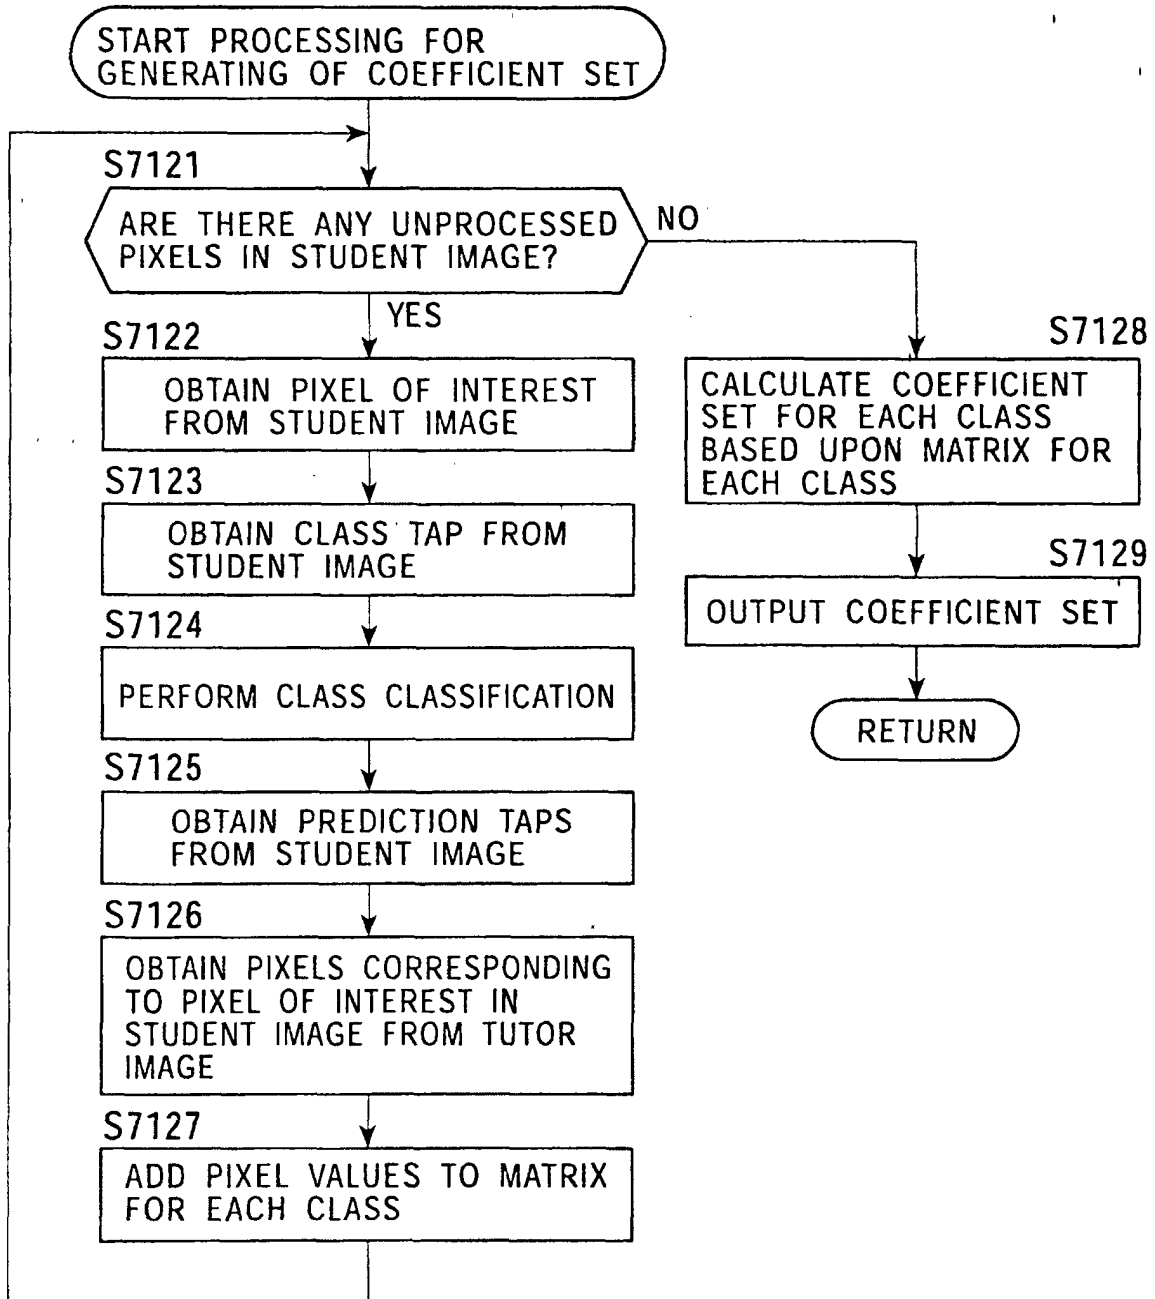 START PROCESSING FOR
GENERATING OF COEFFICIENT SET
S7121
ARE THERE ANY UNPROCESSED
PIXELS IN STUDENT IMAGE?
NO
YES
S7122
OBTAIN PIXEL OF INTEREST
FROM STUDENT IMAGE
S7123
OBTAIN CLASS TAP FROM
STUDENT IMAGE
S7124
PERFORM CLASS CLASSIFICATION
S7125
OBTAIN PREDICTION TAPS
FROM STUDENT IMAGE
S7126
OBTAIN PIXELS CORRESPONDING
TO PIXEL OF INTEREST IN
STUDENT IMAGE FROM TUTOR
IMAGE
S7127
ADD PIXEL VALUES TO MATRIX
FOR EACH CLASS
S7128
CALCULATE COEFFICIENT
SET FOR EACH CLASS
BASED UPON MATRIX FOR
EACH CLASS
S7129
OUTPUT COEFFICIENT SET
RETURN